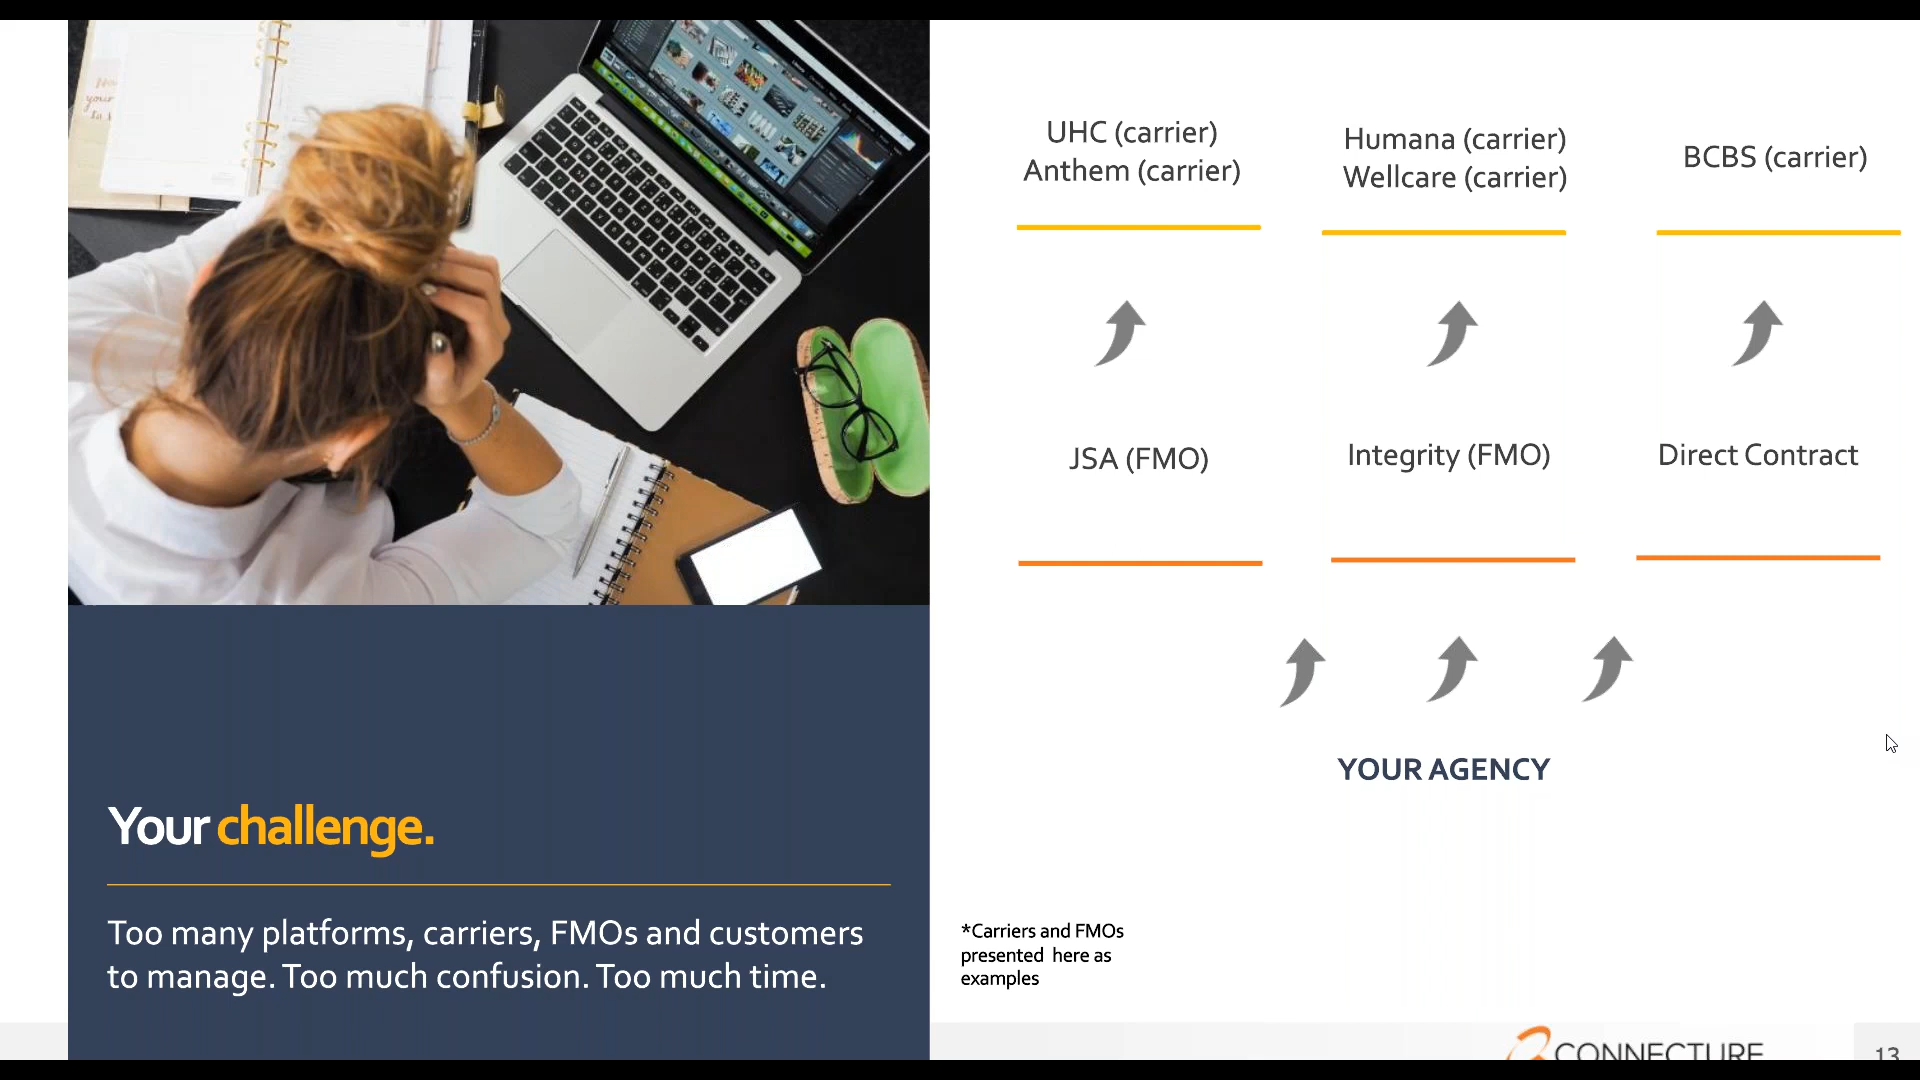 Your challenge.
Too many platforms, carriers, FMOs and customers
to manage. Too much confusion. Too much time.
UHC (carrier)
Anthem (carrier)
Humana (carrier)
Wellcare (carrier)
BCBS (carrier)
JSA (FMO)
Integrity (FMO)
Direct Contract
YOUR AGENCY
*Carriers and FMOs
presented here as
examples
CONNECTURE
13